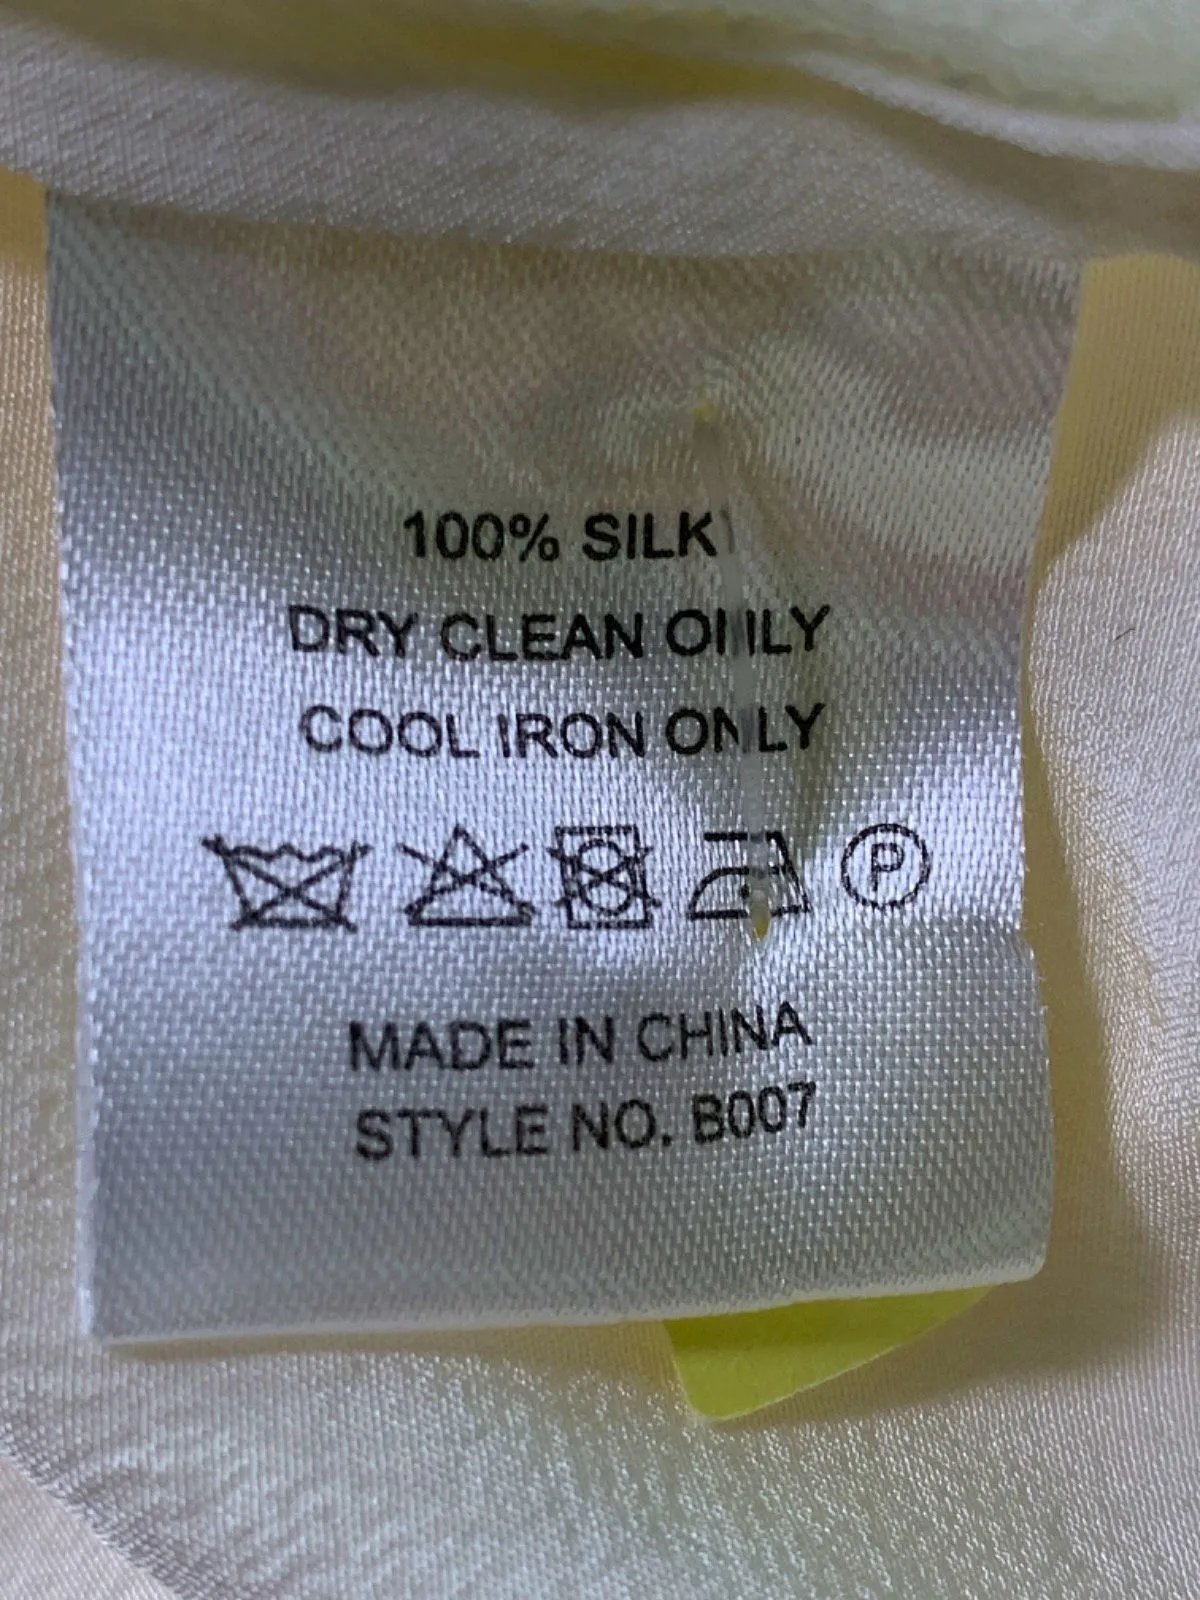 100% SILK
DRY CLEAN ONLY
COOL IRON ONLY
P
MADE IN CHINA
STYLE NO. B007